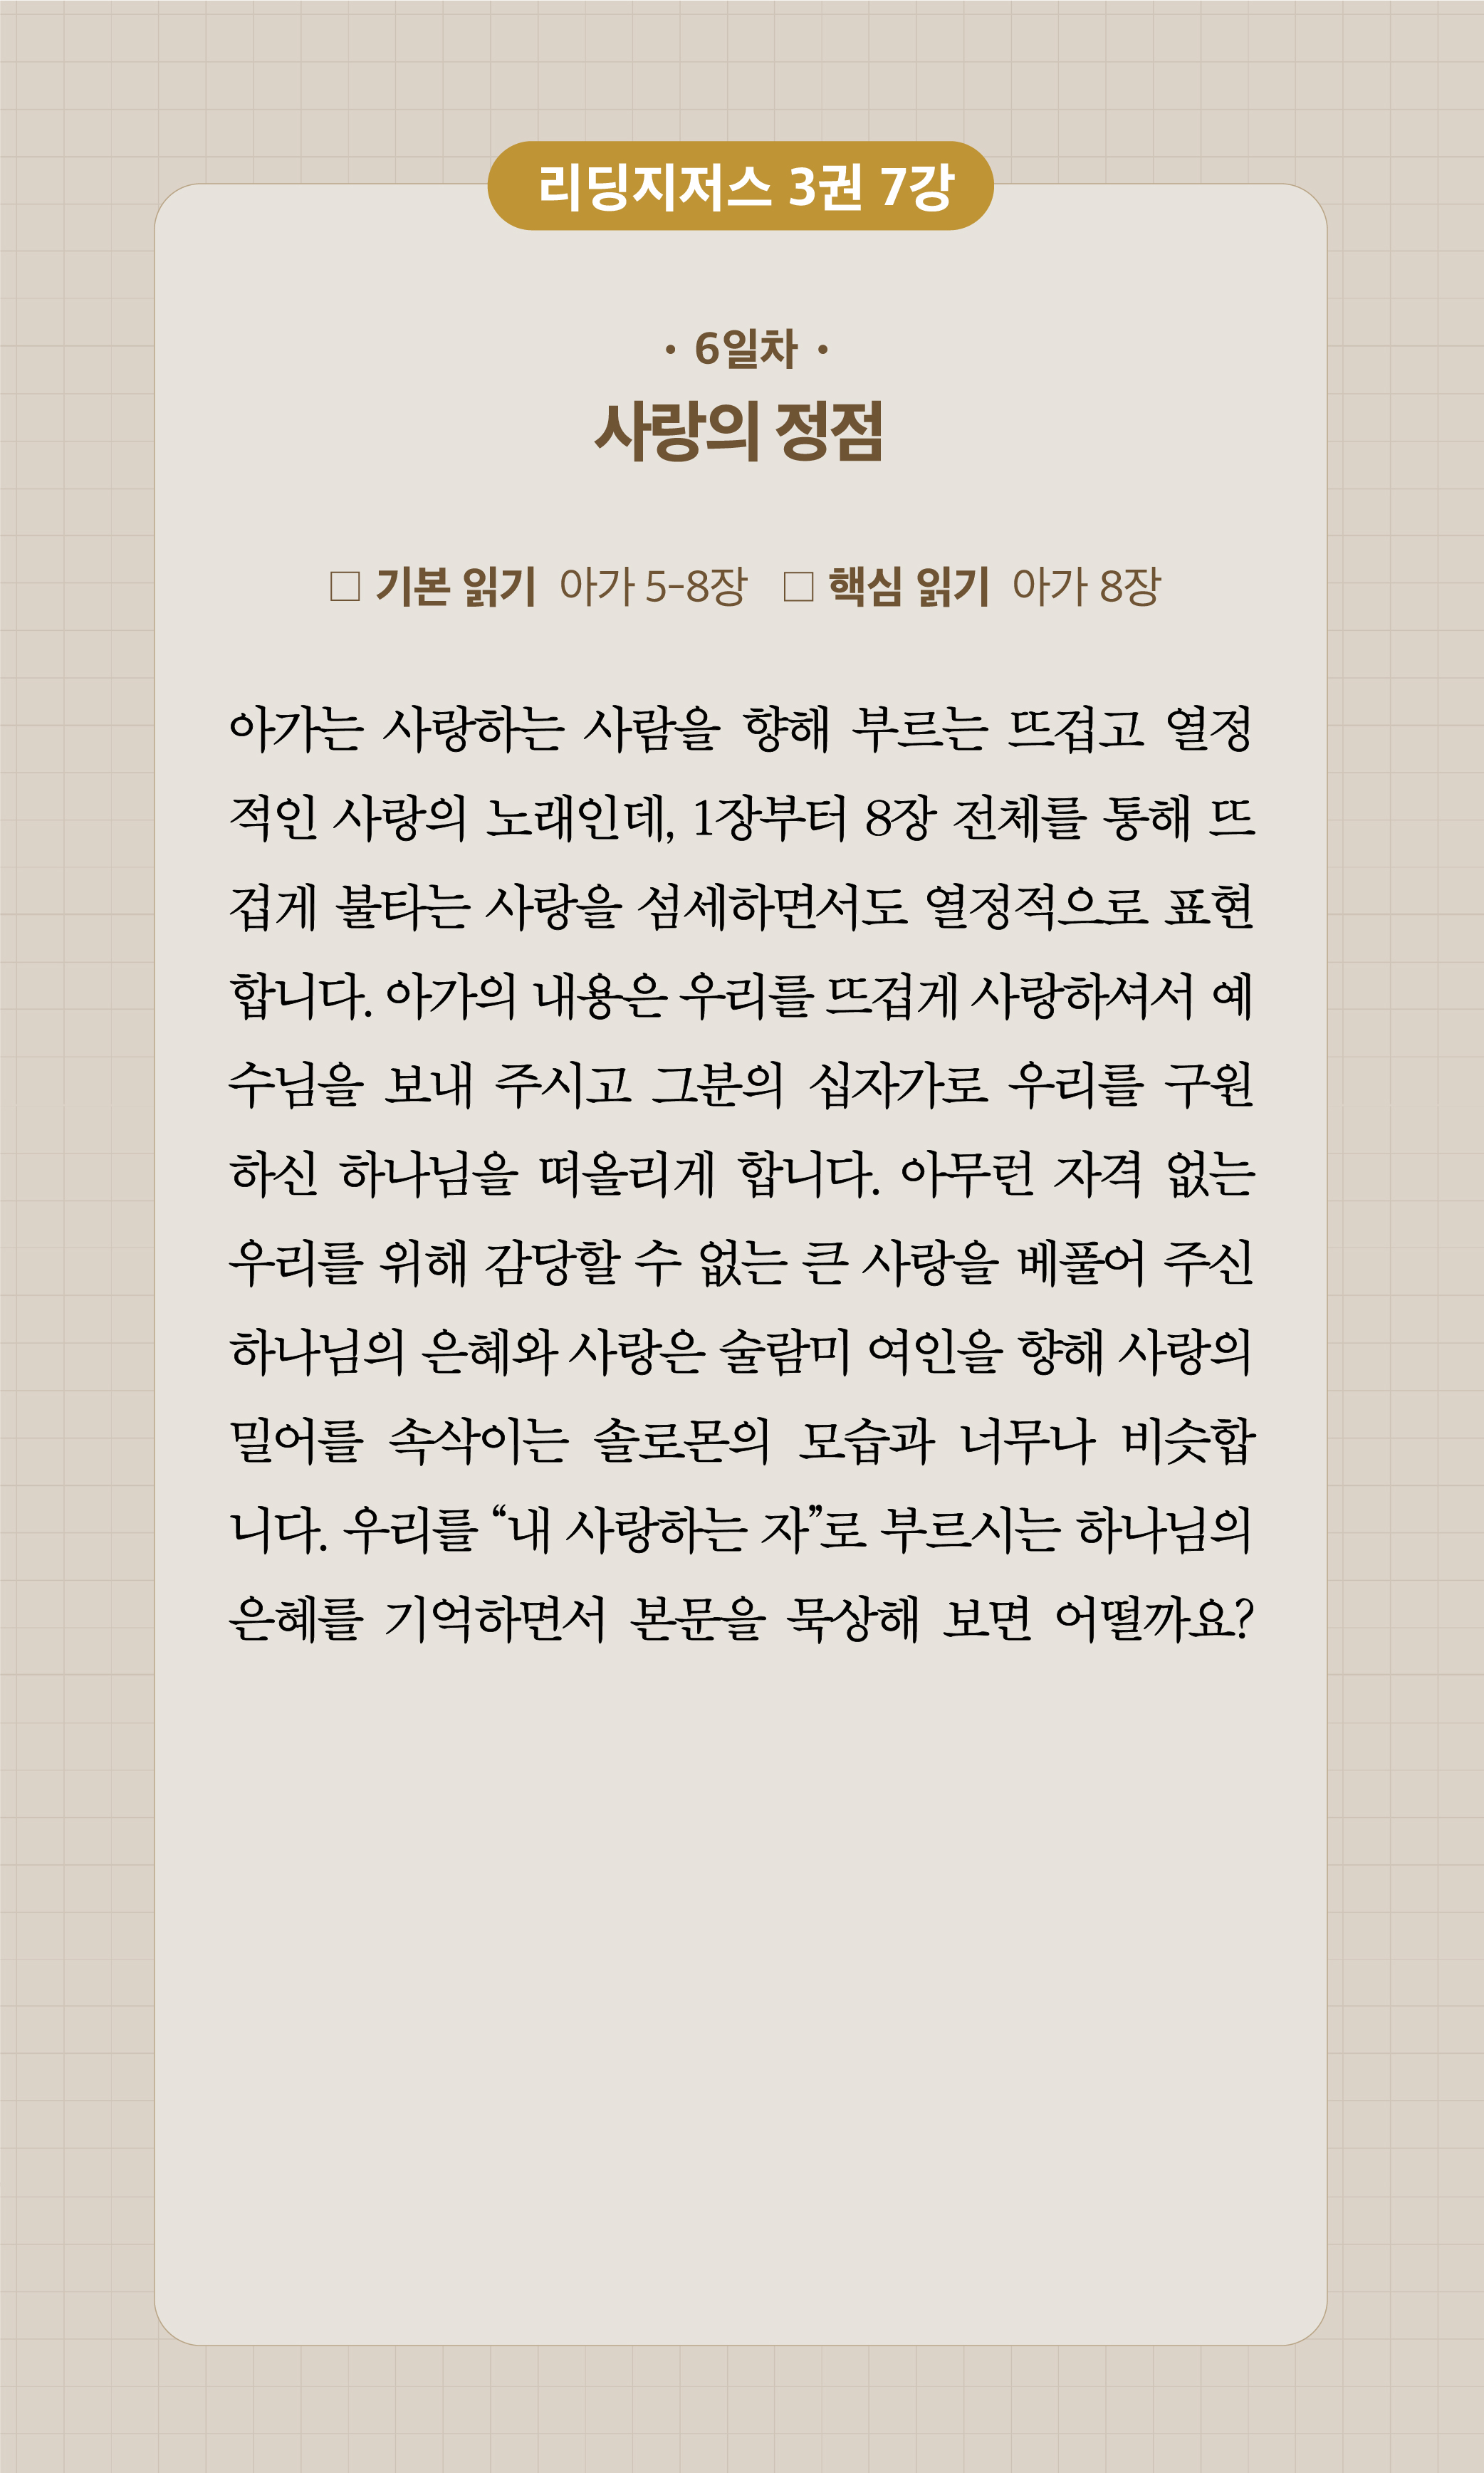 리딩지저스 3권 7강
· 6일차 ·
사랑의 정점
□ 기본 읽기 아가 5-8장 □ 핵심 읽기 아가 8장
아가는 사랑하는 사람을 향해 부르는 뜨겁고 열정
적인 사랑의 노래인데, 1장부터 8장 전체를 통해 뜨
겁게 불타는 사랑을 섬세하면서도 열정적으로 표현
합니다. 아가의 내용은 우리를 뜨겁게 사랑하셔서 예
수님을 보내 주시고 그분의 십자가로 우리를 구원
하신 하나님을 떠올리게 합니다. 아무런 자격 없는
우리를 위해 감당할 수 없는 큰 사랑을 베풀어 주신
하나님의 은혜와 사랑은 술람미 여인을 향해 사랑의
밀어를 속삭이는 솔로몬의 모습과 너무나 비슷합
니다. 우리를 “내 사랑하는 자”로 부르시는 하나님의
은혜를 기억하면서 본문을 묵상해 보면 어떨까요?